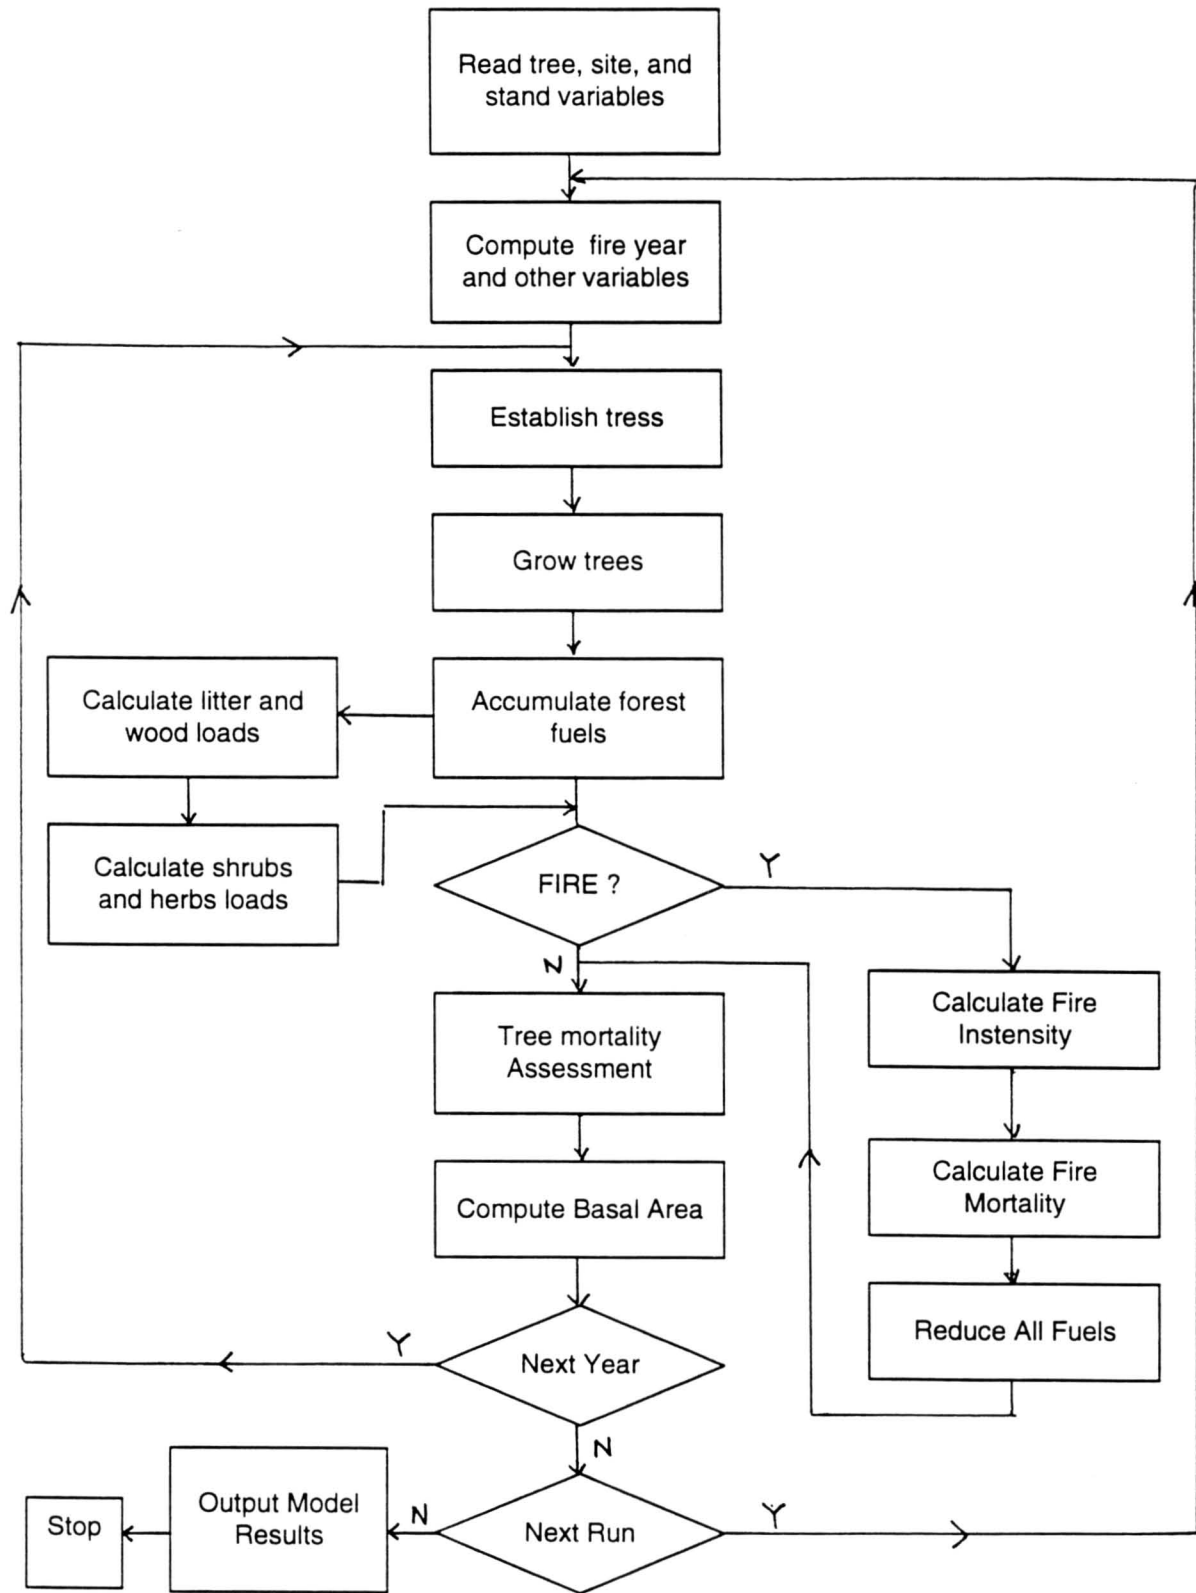 Read tree, site, and
stand variables
Compute fire year
and other variables
Establish tress
Grow trees
Accumulate forest
fuels
Calculate litter and
wood loads
Calculate shrubs
and herbs loads
FIRE ?
Y
N
Calculate Fire
Instensity
Tree mortality
Assessment
Calculate Fire
Mortality
Compute Basal Area
Reduce All Fuels
Y
Next Year
N
Next Run
Y
N
Output Model
Results
Stop